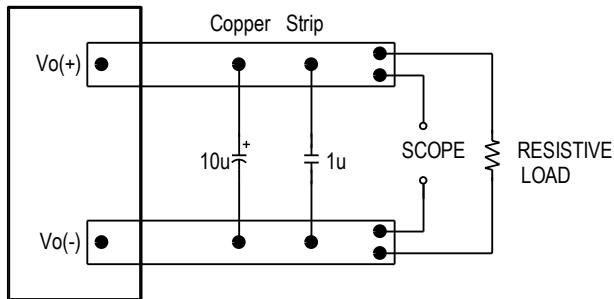 Copper Strip
Vo(+)
+
10u
1u
SCOPE
RESISTIVE
LOAD
Vo(-)